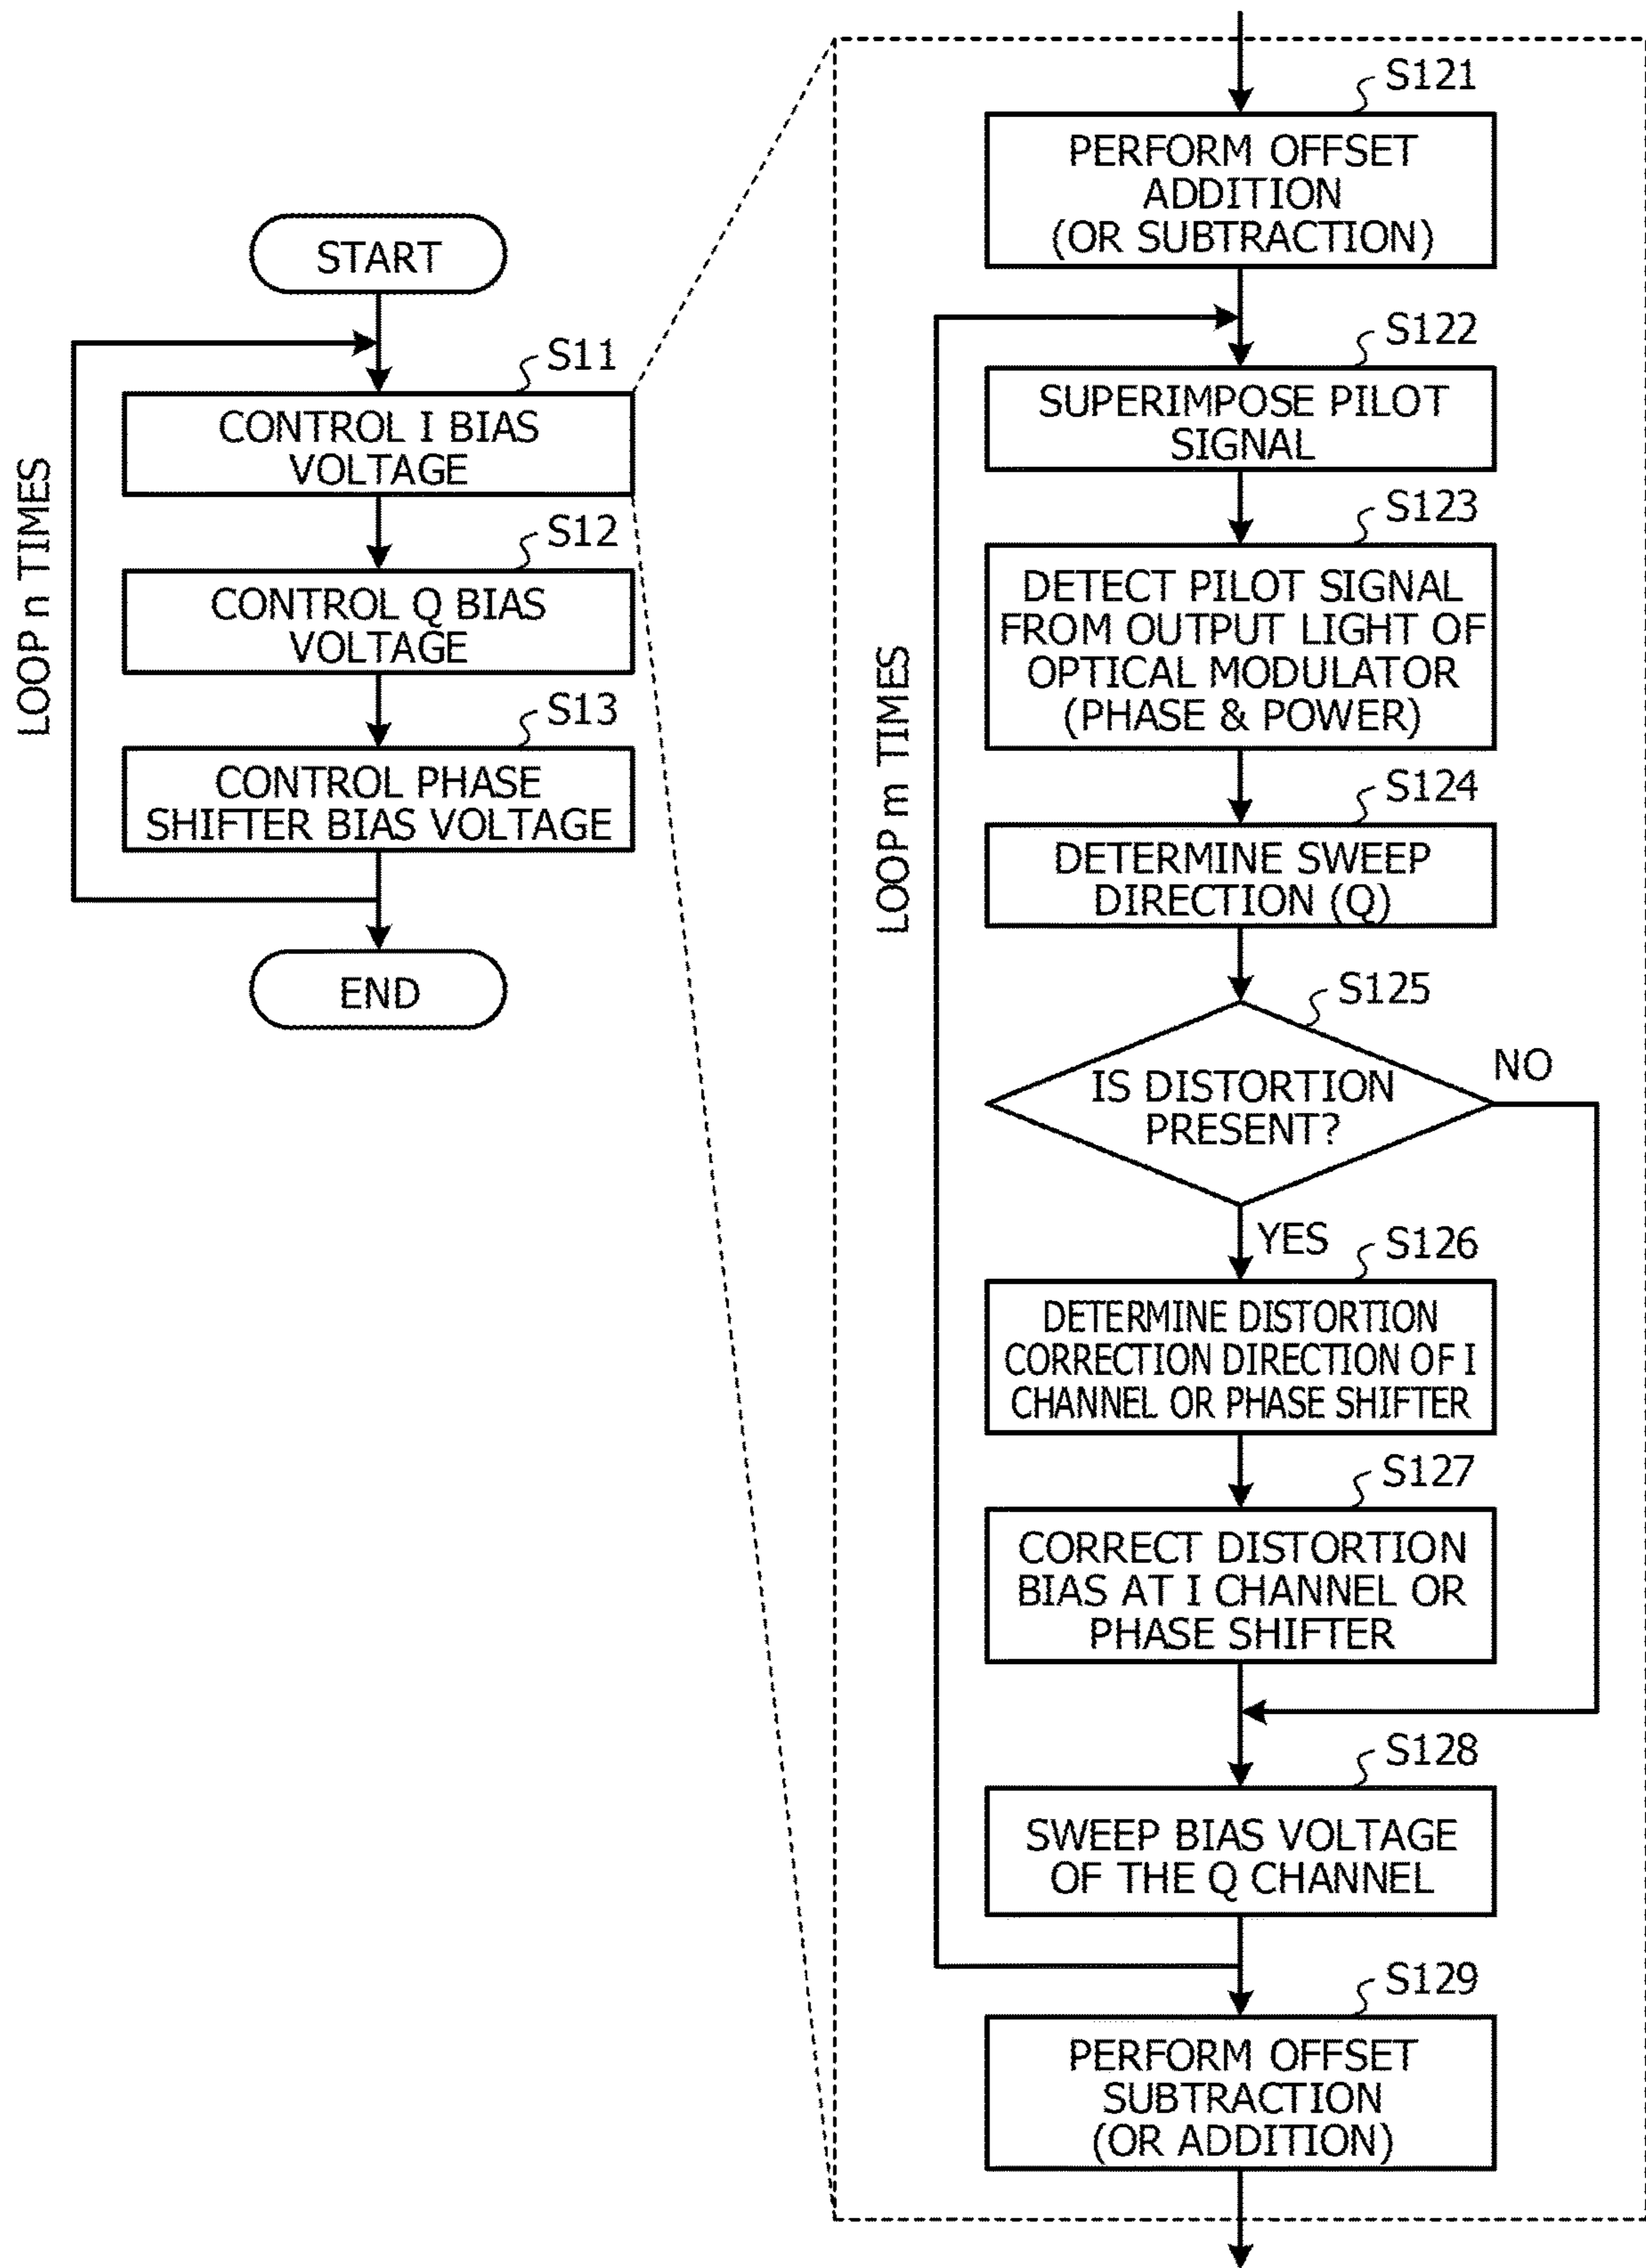 START
LOOP n TIMES
S11
CONTROL I BIAS
VOLTAGE
S12
CONTROL Q BIAS
VOLTAGE
S13
CONTROL PHASE
SHIFTER BIAS VOLTAGE
END
S121
PERFORM OFFSET
ADDITION
(OR SUBTRACTION)
LOOP m TIMES
S122
SUPERIMPOSE PILOT
SIGNAL
S123
DETECT PILOT SIGNAL
FROM OUTPUT LIGHT OF
OPTICAL MODULATOR
(PHASE & POWER)
S124
DETERMINE SWEEP
DIRECTION (Q)
S125
IS DISTORTION
PRESENT?
NO
YES
S126
DETERMINE DISTORTION
CORRECTION DIRECTION OF I
CHANNEL OR PHASE SHIFTER
S127
CORRECT DISTORTION
BIAS AT I CHANNEL OR
PHASE SHIFTER
S128
SWEEP BIAS VOLTAGE
OF THE Q CHANNEL
S129
PERFORM OFFSET
SUBTRACTION
(OR ADDITION)